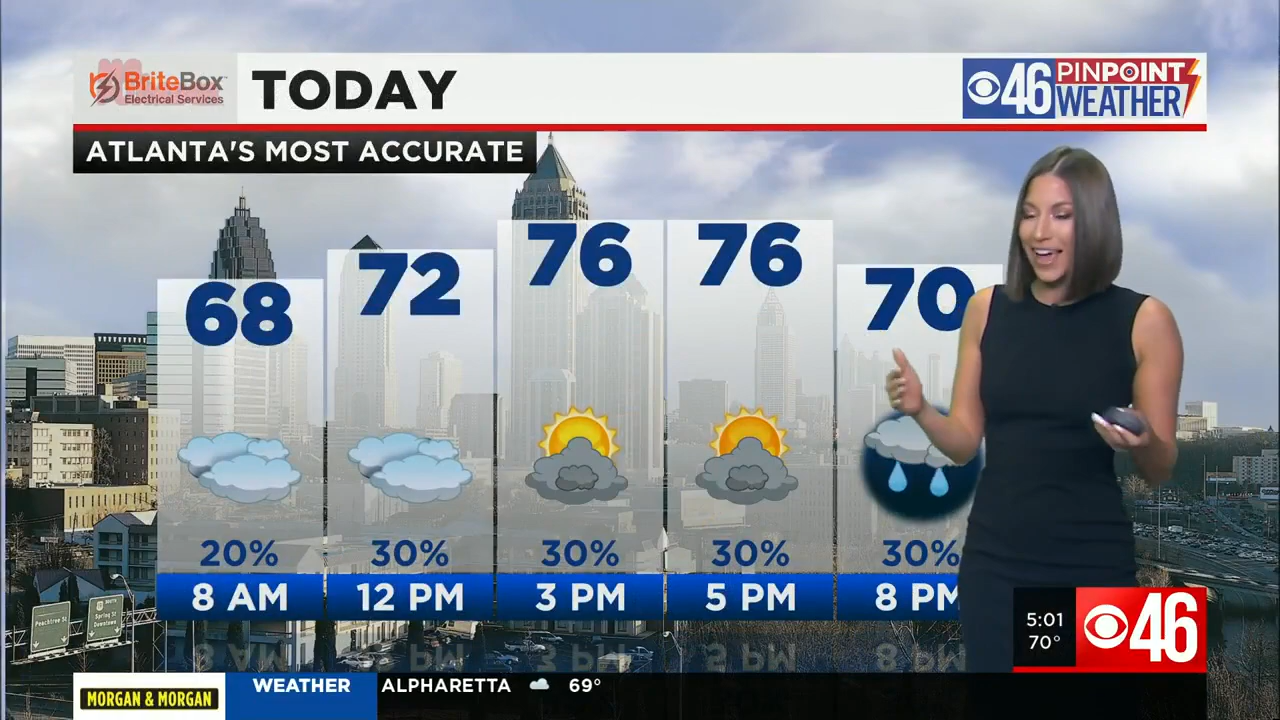 BriteBox
Electrical Services
TODAY
46 PINPOINT
WEATHER
ATLANTA'S MOST ACCURATE
68
72
76
76
70
20%
30%
30%
30%
30%
8 AM
12 PM
3 PM
5 PM
8 PM
Peachtree St
Spring St
Downtown
5:01
70°
46
MORGAN & MORGAN
WEATHER
ALPHARETTA 69°